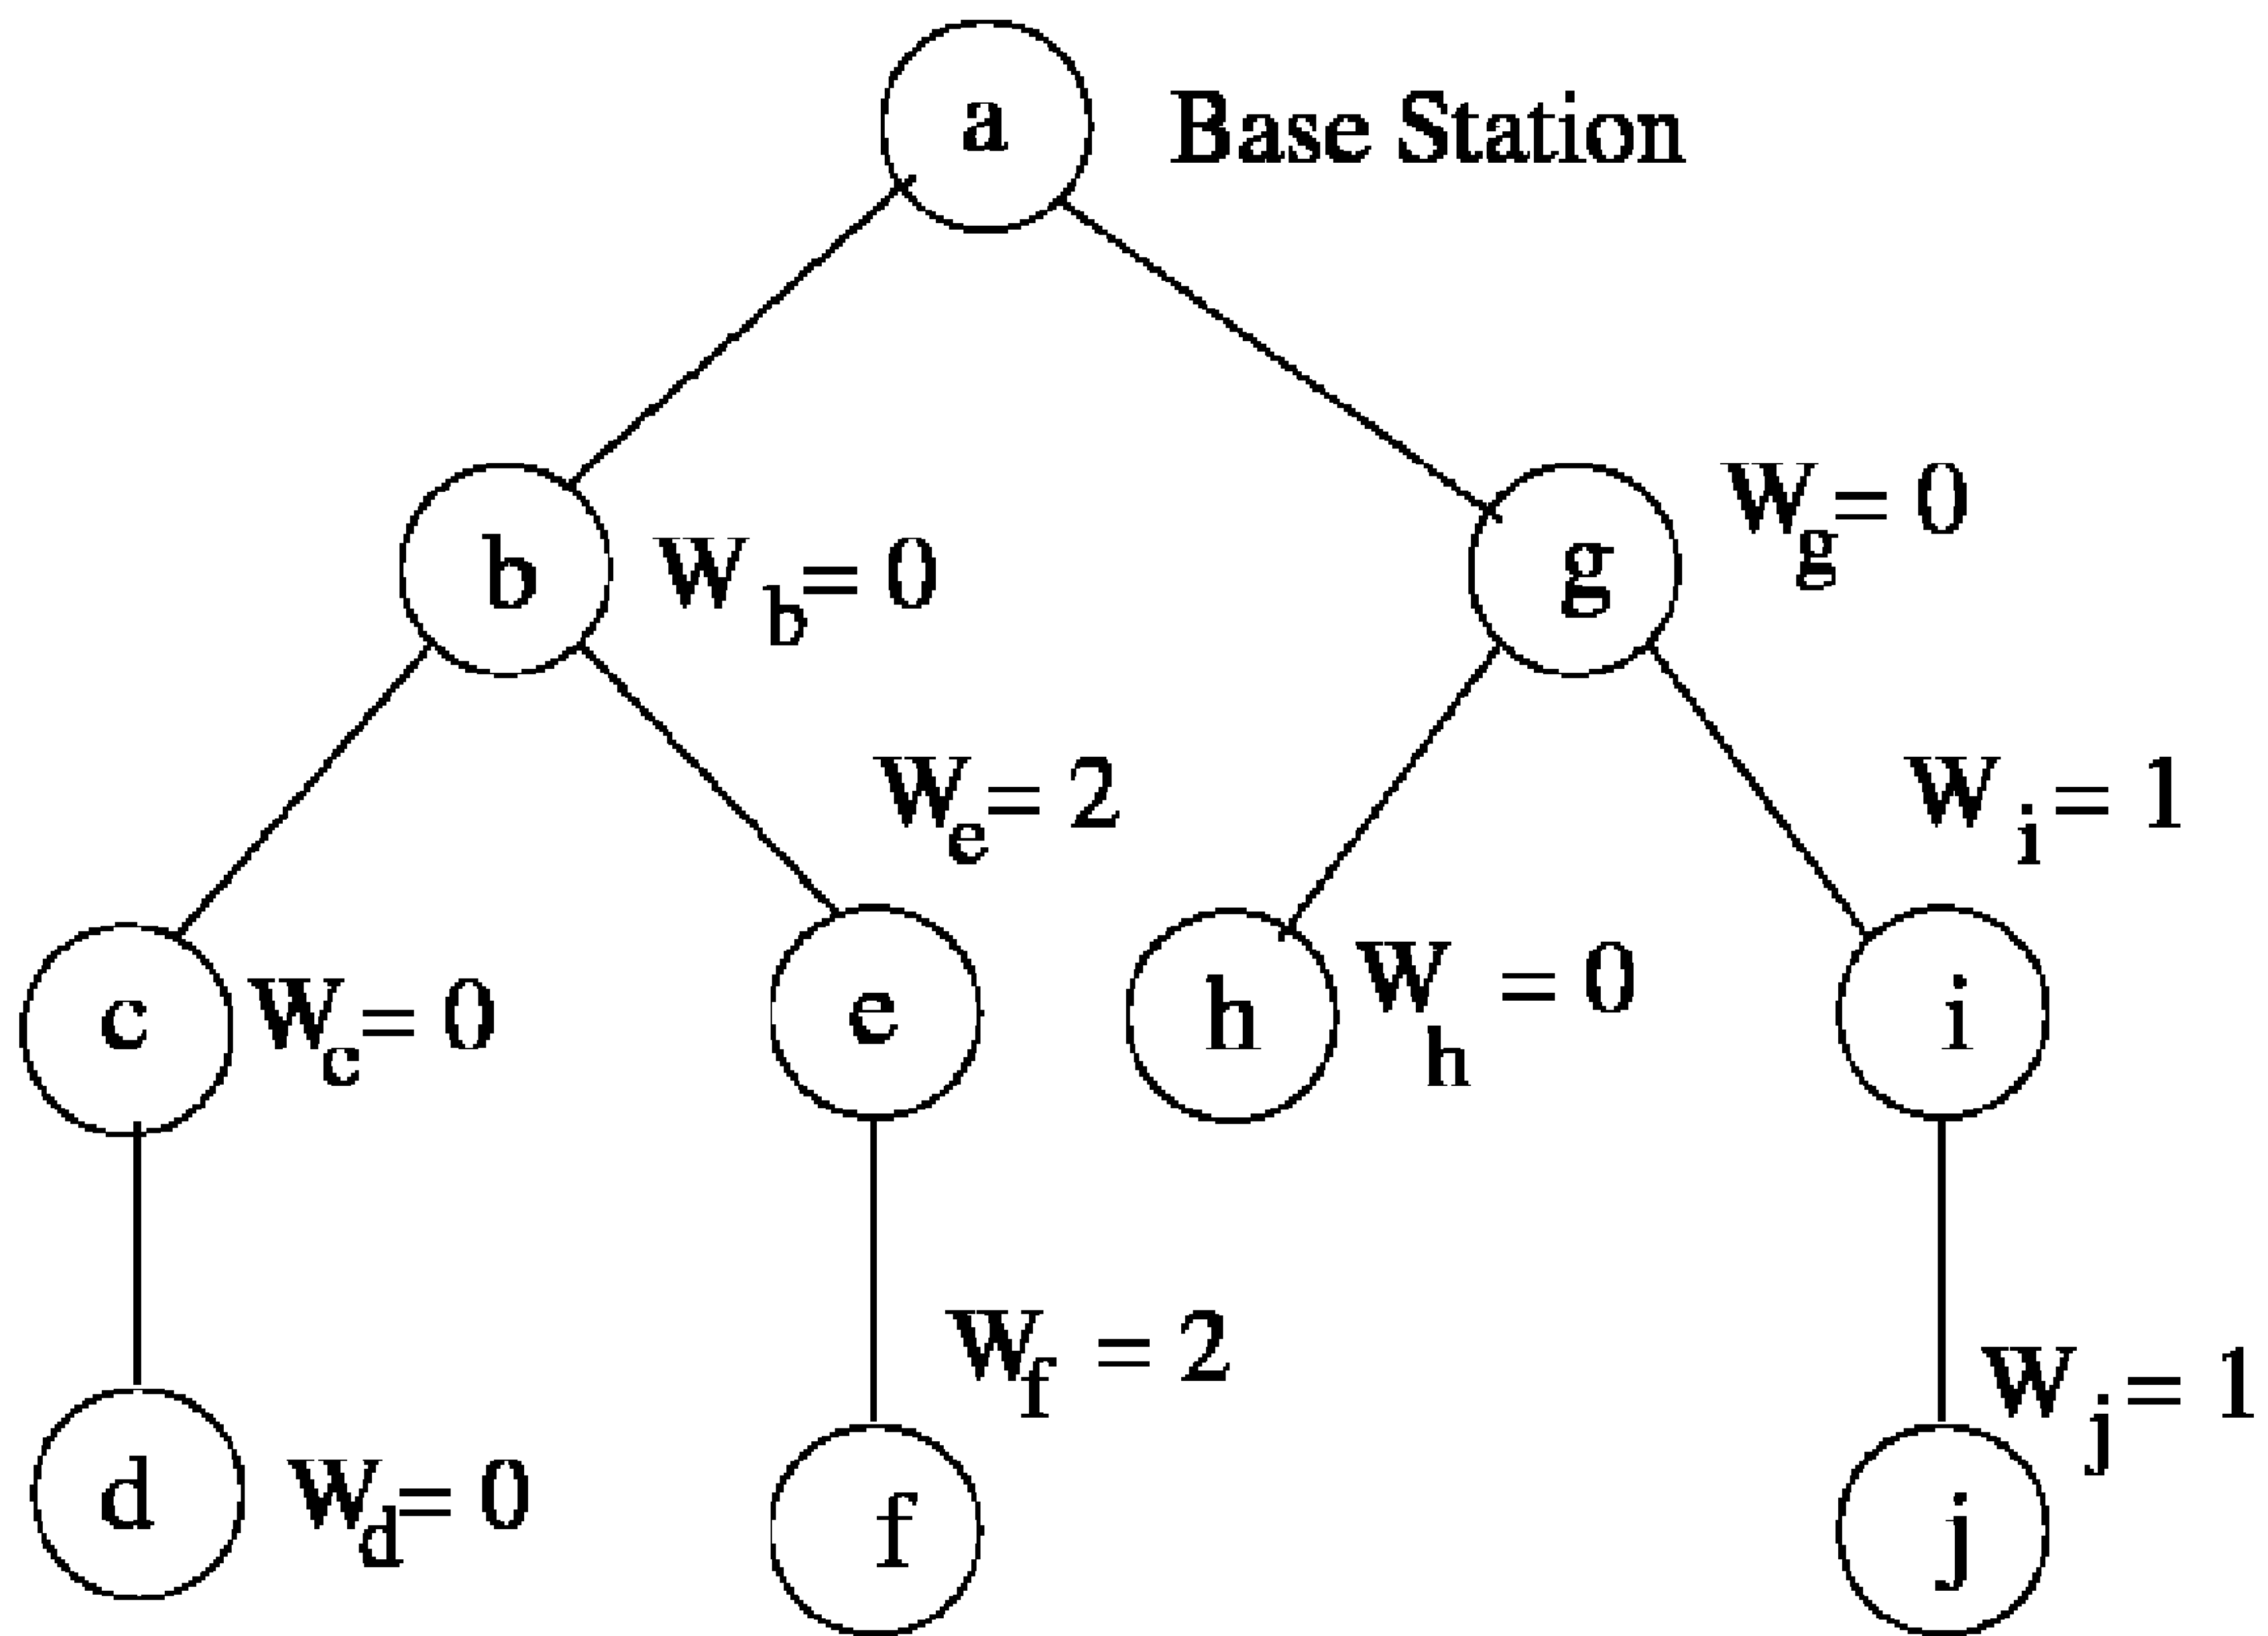 a Base Station
b W_b = 0
g W_g = 0
W_e = 2
W_i = 1
c W_c = 0
e
h W_h = 0
i
W_f = 2
W_j = 1
d W_d = 0
f
j